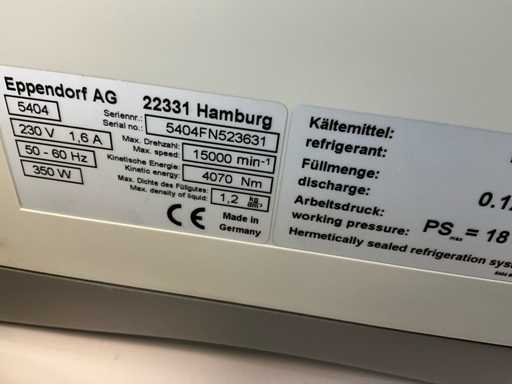 Eppendorf AG 22331 Hamburg
5404
Seriennr.:
Serial no.: 5404FN523631
230 V 1,6 A
Max. Drehzahl:
Max. speed: 15000 min⁻¹
50 - 60 Hz
Kinetische Energie:
Kinetic energy: 4070 Nm
350 W
Max. Dichte des Füllgutes:
Max. density of liquid: 1,2 kg/dm³
CE
Made in
Germany
Kältemittel:
refrigerant:
Füllmenge:
discharge:
Arbeitsdruck:
working pressure: PS max = 18
Hermetically sealed refrigeration